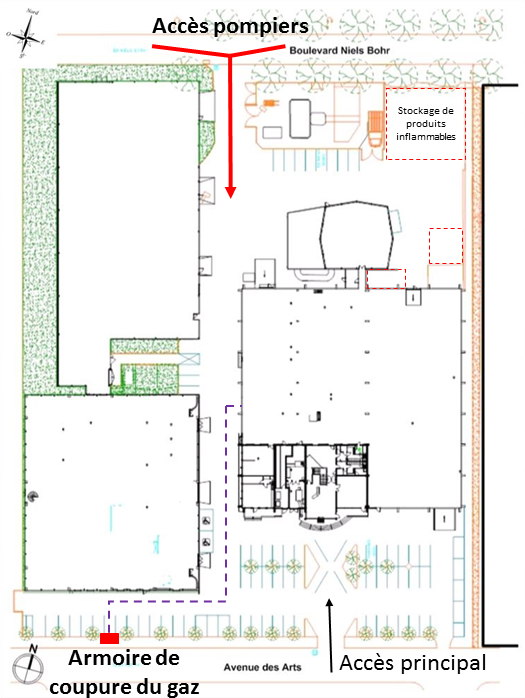 Nord
O
E
S
Accès pompiers
Boulevard Niels Bohr
Stockage de
produits
inflammables
N
Armoire de
coupure du gaz
Avenue des Arts
Accès principal